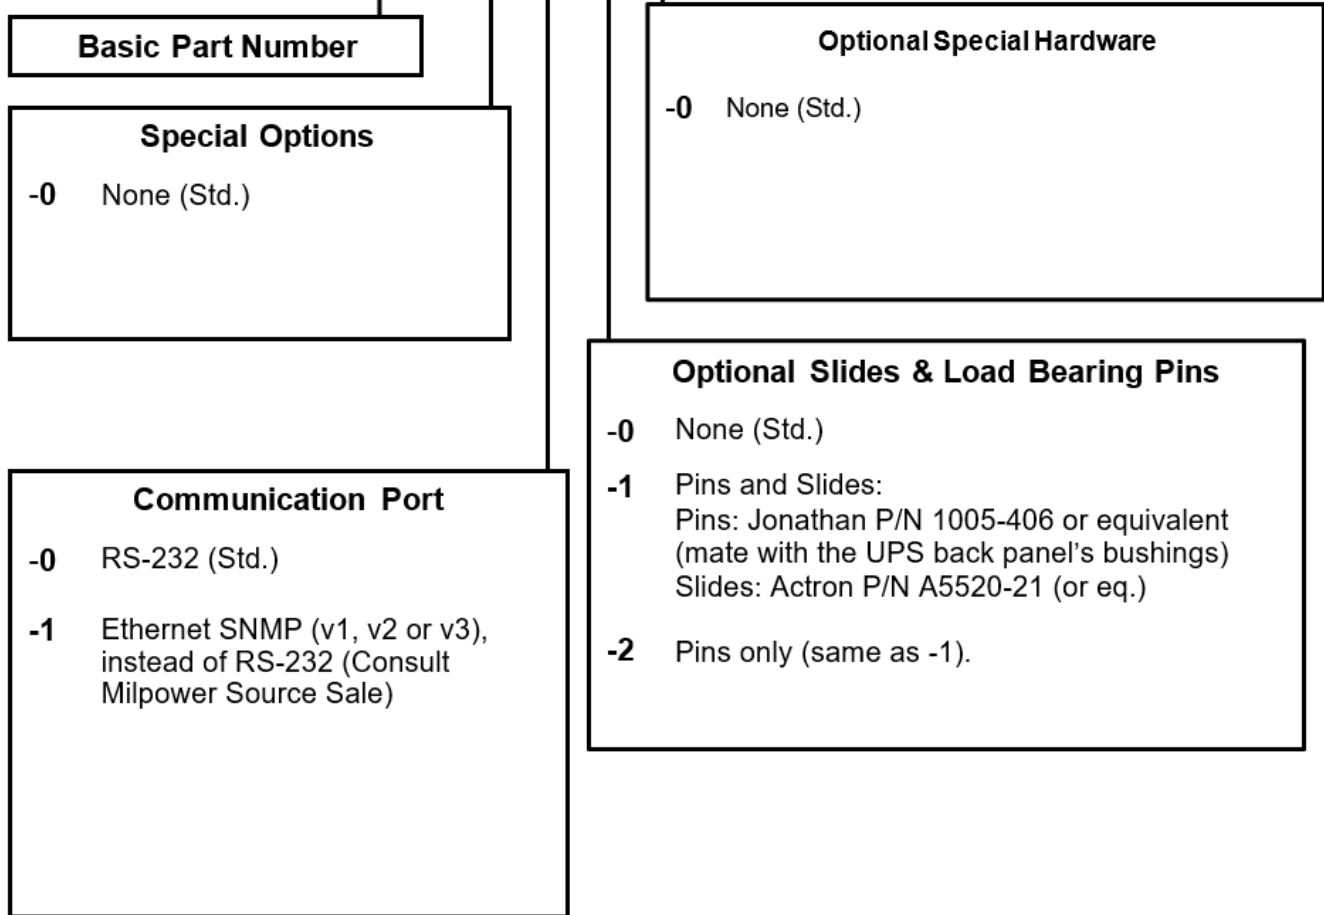 Basic Part Number
Special Options
-0 None (Std.)
Communication Port
-0 RS-232 (Std.)
-1 Ethernet SNMP (v1, v2 or v3),
instead of RS-232 (Consult
Milpower Source Sale)
Optional Special Hardware
-0 None (Std.)
Optional Slides & Load Bearing Pins
-0 None (Std.)
-1 Pins and Slides:
Pins: Jonathan P/N 1005-406 or equivalent
(mate with the UPS back panel's bushings)
Slides: Actron P/N A5520-21 (or eq.)
-2 Pins only (same as -1).